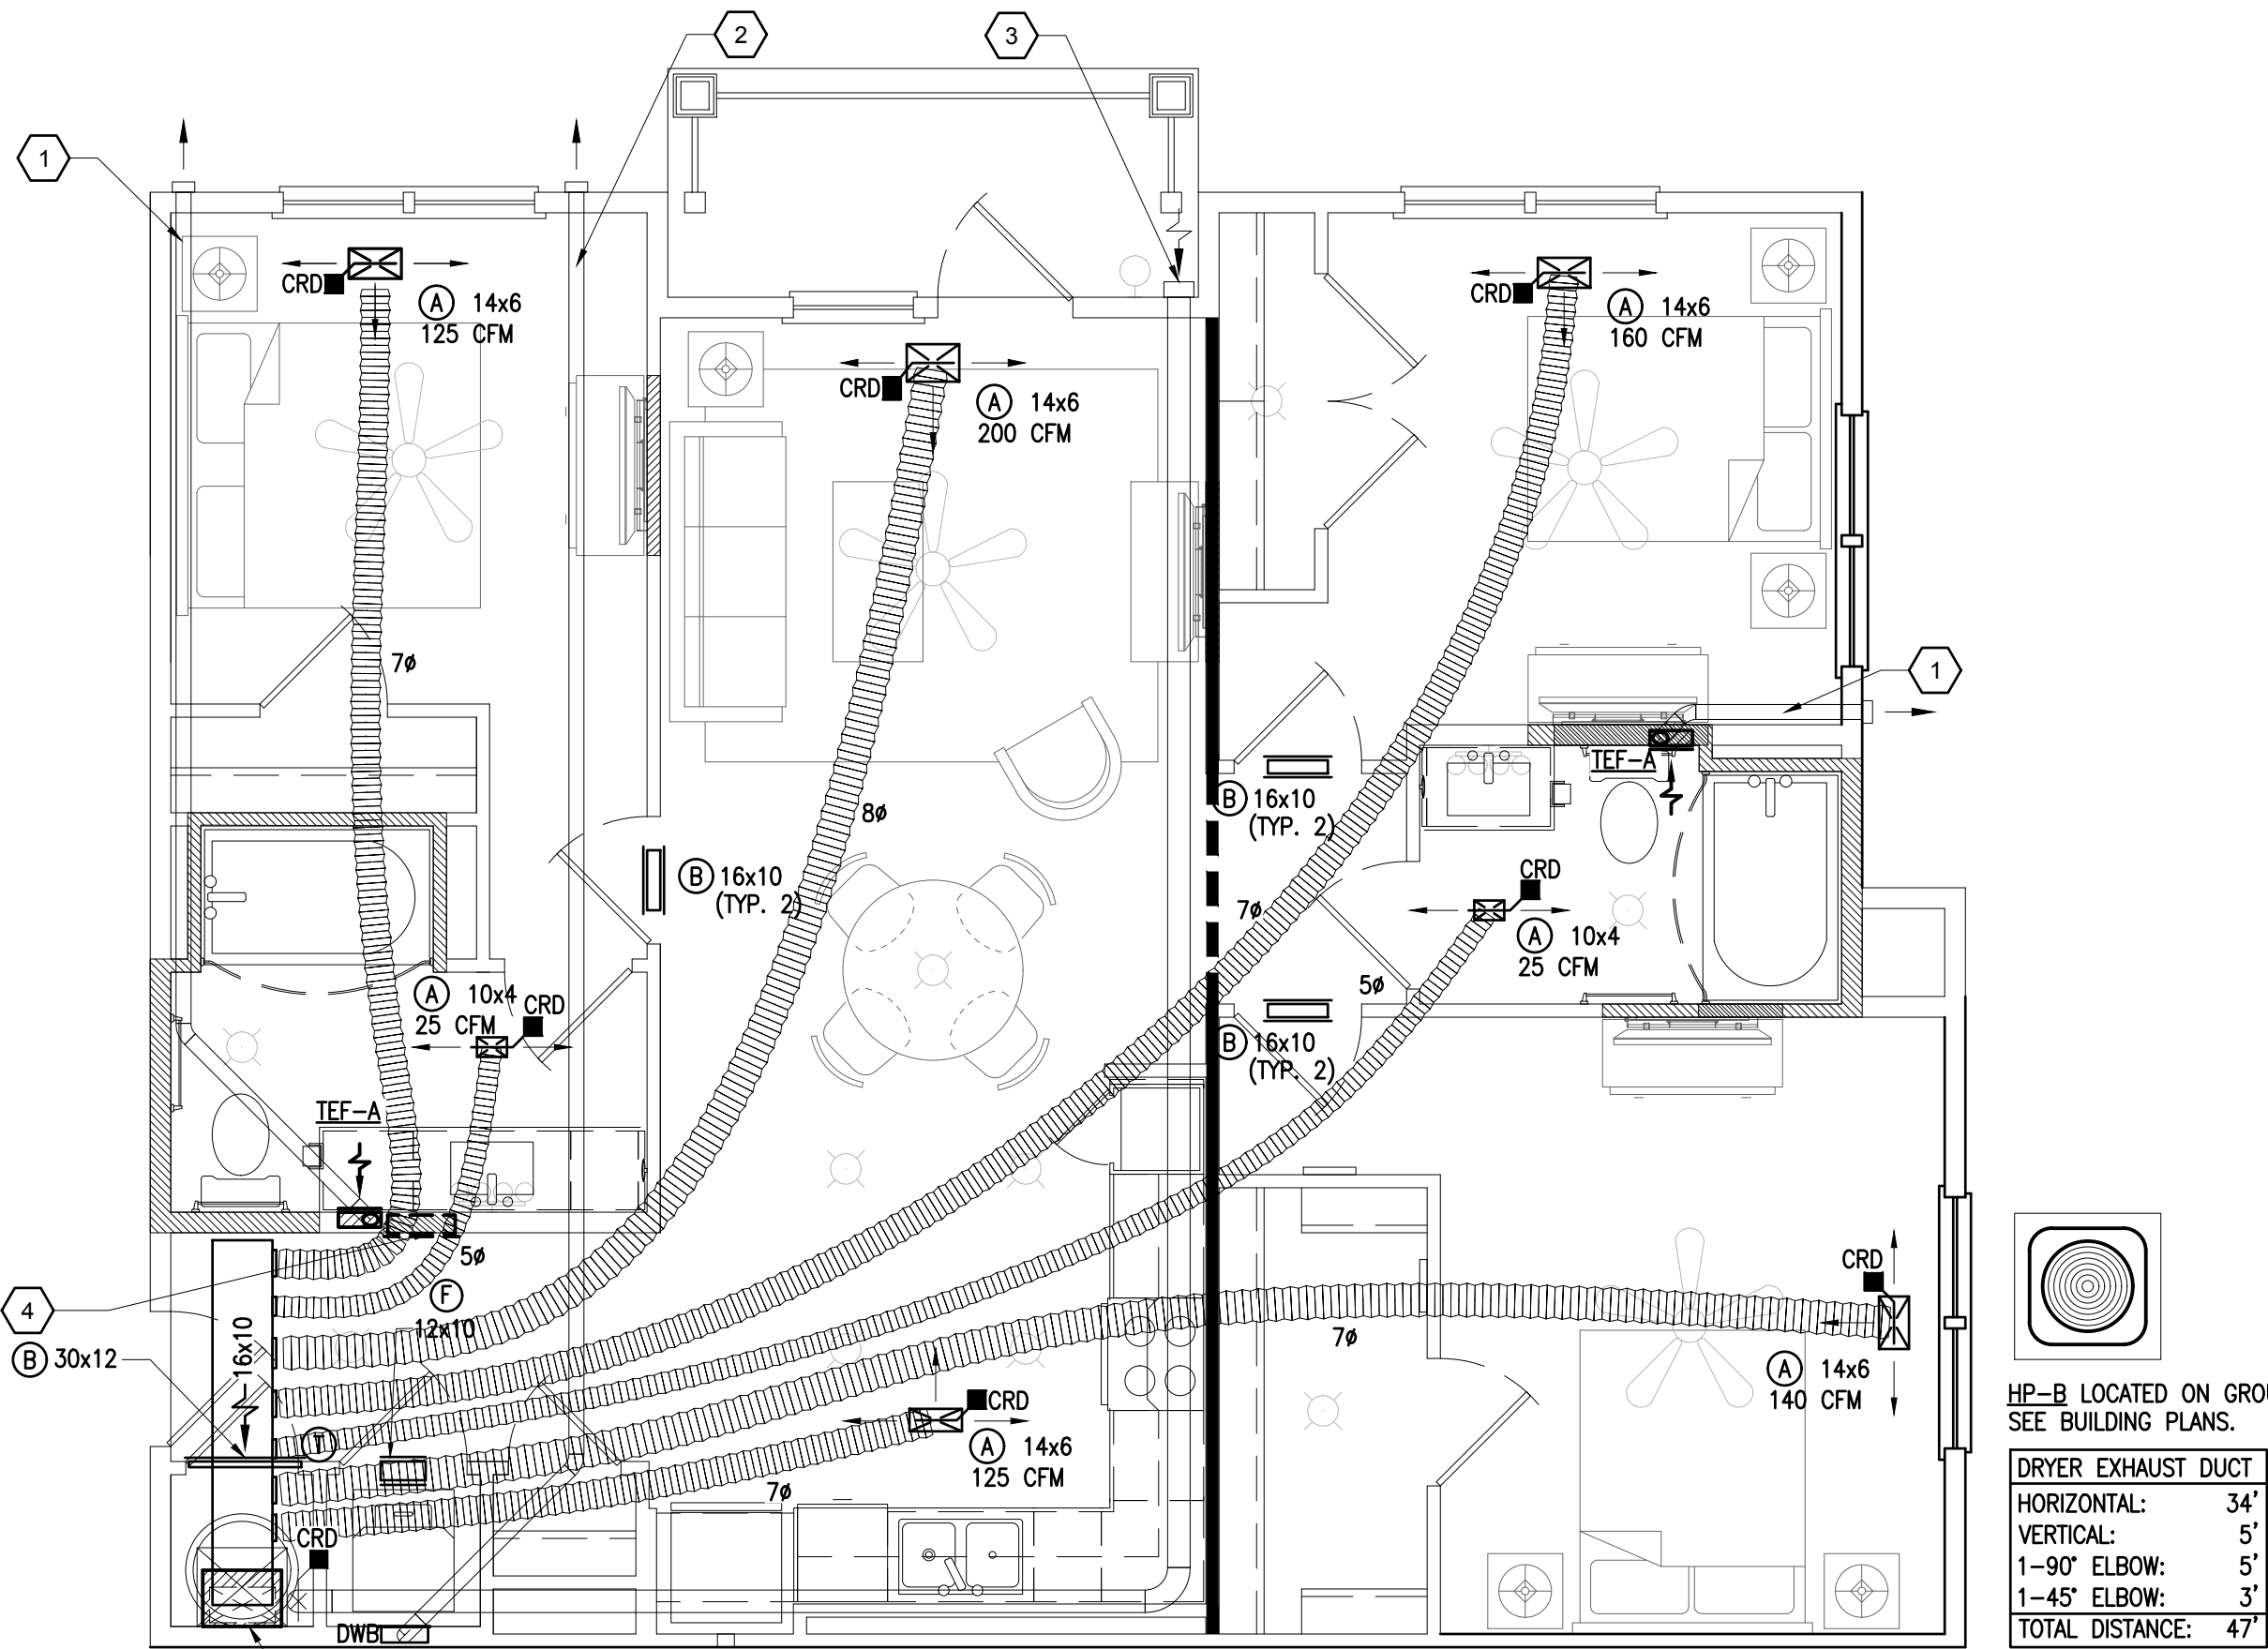 2
3
1
CRD
A 14x6
125 CFM
CRD
A 14x6
160 CFM
CRD
A 14x6
200 CFM
7ø
1
TEF-A
B 16x10
(TYP. 2)
8ø
B 16x10
(TYP. 2)
CRD
7ø
A 10x4
25 CFM
5ø
A 10x4
25 CFM
CRD
B 16x10
(TYP. 2)
TEF-A
5ø
F
12x10
4
B 30x12
16x10
T
CRD
7ø
A 14x6
140 CFM
CRD
A 14x6
125 CFM
7ø
CRD
DWB
HP-B LOCATED ON GROU
SEE BUILDING PLANS.
DRYER EXHAUST DUCT
HORIZONTAL: 34'
VERTICAL: 5'
1-90° ELBOW: 5'
1-45° ELBOW: 3'
TOTAL DISTANCE: 47'